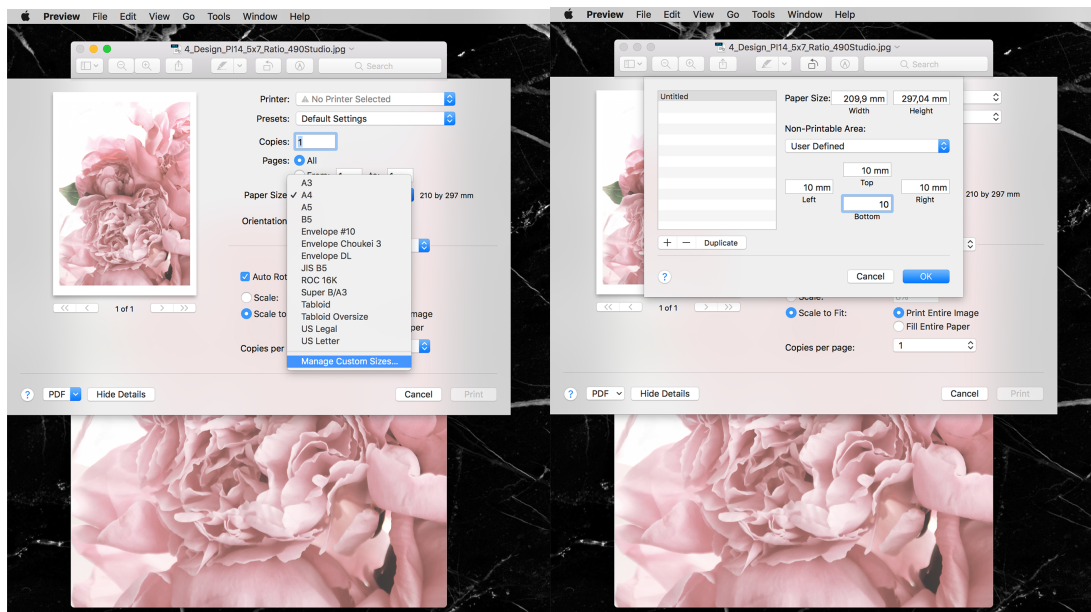 Preview File Edit View Go Tools Window Help
4_Design_PI14_5x7_Ratio_490Studio.jpg
Search
Printer: No Printer Selected
Presets: Default Settings
Copies: 1
Pages: All
Paper Size
210 by 297 mm
A3
A4
A5
B5
Envelope #10
Envelope Choukei 3
Envelope DL
JIS B5
ROC 16K
Super B/A3
Tabloid
Tabloid Oversize
US Legal
US Letter
Manage Custom Sizes...
Orientation
Auto Rot
Scale:
Scale to
mage
per
Copies per
1 of 1
? PDF Hide Details Cancel Print
Preview File Edit View Go Tools Window Help
4_Design_PI14_5x7_Ratio_490Studio.jpg
Search
Untitled
Paper Size: 209,9 mm 297,04 mm
Width Height
Non-Printable Area:
User Defined
10 mm
Top
10 mm 10 mm
Left Right
10
Bottom
210 by 297 mm
+ − Duplicate
? Cancel OK
1 of 1
Scale to Fit: Print Entire Image
Fill Entire Paper
Copies per page: 1
? PDF Hide Details Cancel Print